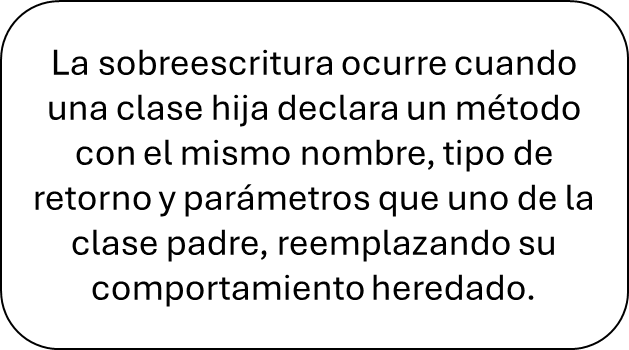 La sobreescritura ocurre cuando
una clase hija declara un método
con el mismo nombre, tipo de
retorno y parámetros que uno de la
clase padre, reemplazando su
comportamiento heredado.